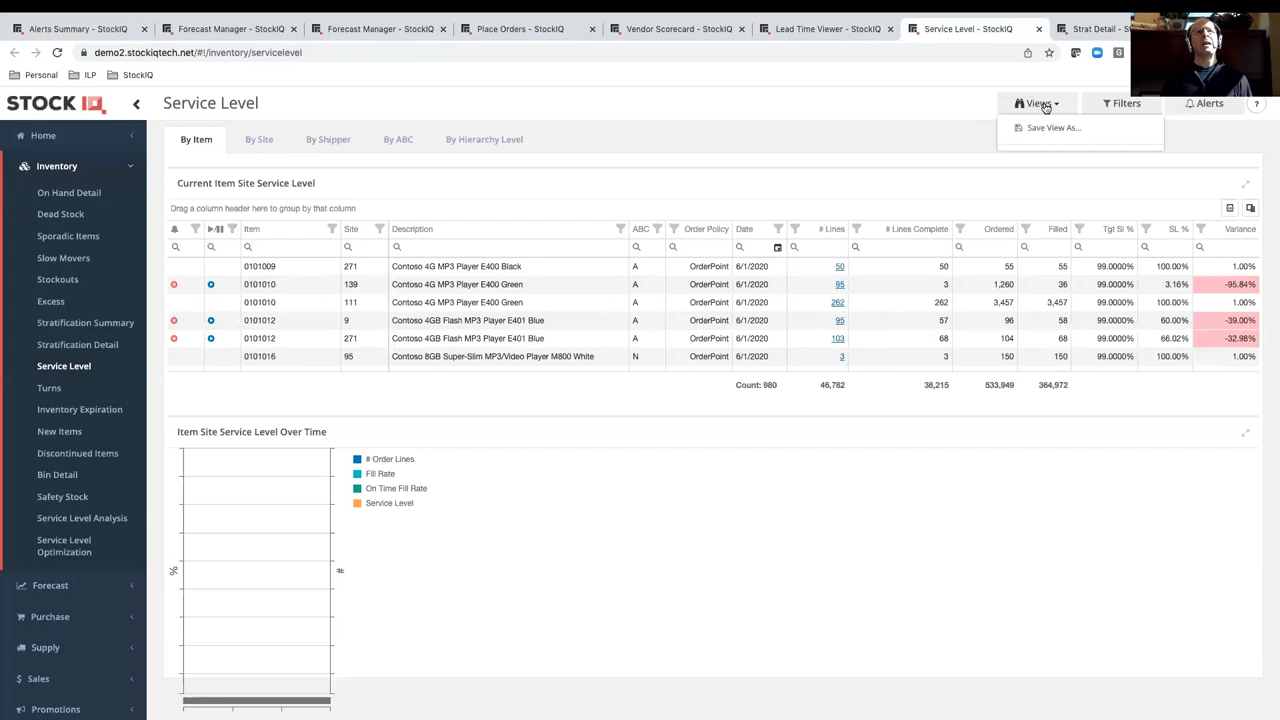 Alerts Summary - StockIQ
Forecast Manager - StockIQ
Forecast Manager - StockIQ
Place Orders - StockIQ
Vendor Scorecard - StockIQ
Lead Time Viewer - StockIQ
Service Level - StockIQ
Strat Detail - St
demo2.stockiqtech.net/#!/inventory/servicelevel
Personal
ILP
StockIQ
STOCK IQ
Service Level
Views
Filters
Alerts
?
Save View As...
Home
Inventory
On Hand Detail
Dead Stock
Sporadic Items
Slow Movers
Stockouts
Excess
Stratification Summary
Stratification Detail
Service Level
Turns
Inventory Expiration
New Items
Discontinued Items
Bin Detail
Safety Stock
Service Level Analysis
Service Level
Optimization
Forecast
Purchase
Supply
$ Sales
Promotions
By Item By Site By Shipper By ABC By Hierarchy Level
Current Item Site Service Level
Drag a column header here to group by that column
Item Site Description ABC Order Policy Date # Lines # Lines Complete Ordered Filled Tgt Sl % SL % Variance
0101009 271 Contoso 4G MP3 Player E400 Black A OrderPoint 6/1/2020 50 50 55 55 99.0000% 100.00% 1.00%
0101010 139 Contoso 4G MP3 Player E400 Green A OrderPoint 6/1/2020 95 3 1,260 36 99.0000% 3.16% -95.84%
0101010 111 Contoso 4G MP3 Player E400 Green A OrderPoint 6/1/2020 262 262 3,457 3,457 99.0000% 100.00% 1.00%
0101012 9 Contoso 4GB Flash MP3 Player E401 Blue A OrderPoint 6/1/2020 95 57 96 58 99.0000% 60.00% -39.00%
0101012 271 Contoso 4GB Flash MP3 Player E401 Blue A OrderPoint 6/1/2020 103 68 104 68 99.0000% 66.02% -32.98%
0101016 95 Contoso 8GB Super-Slim MP3/Video Player M800 White N OrderPoint 6/1/2020 3 3 150 150 99.0000% 100.00% 1.00%
Count: 980 46,782 38,215 533,949 364,972
Item Site Service Level Over Time
# Order Lines
Fill Rate
On Time Fill Rate
Service Level
%
#